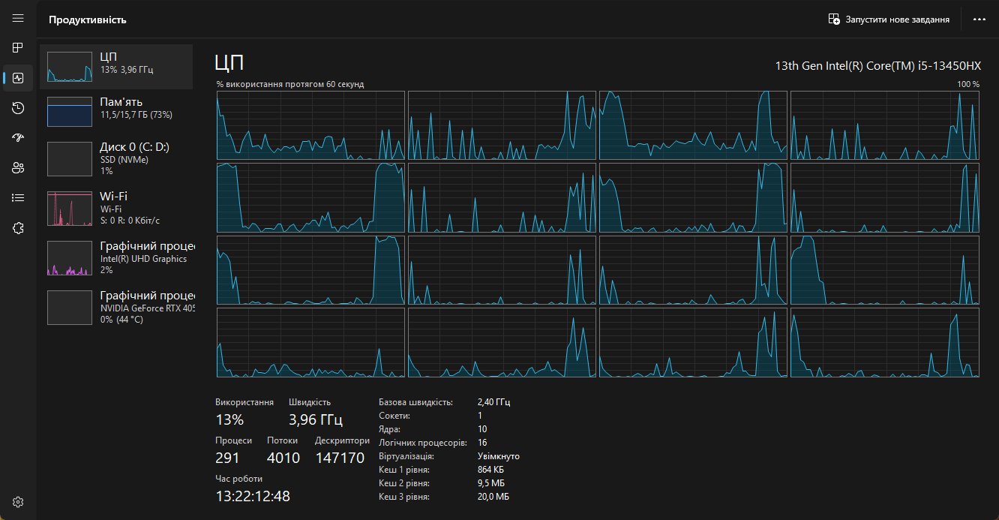 Продуктивність
Запустити нове завдання
ЦП
13% 3,96 ГГц
Пам'ять
11,5/15,7 ГБ (73%)
Диск 0 (C: D:)
SSD (NVMe)
1%
Wi-Fi
Wi-Fi
S: 0 R: 0 Кбіт/с
Графічний процес
Intel(R) UHD Graphics
2%
Графічний процес
NVIDIA GeForce RTX 405
0% (44 °C)
ЦП
13th Gen Intel(R) Core(TM) i5-13450HX
% використання протягом 60 секунд
100 %
Використання
Швидкість
13%
3,96 ГГц
Процеси
Потоки
Дескриптори
291
4010
147170
Час роботи
13:22:12:48
Базова швидкість: 2,40 ГГц
Сокети: 1
Ядра: 10
Логічних процесорів: 16
Віртуалізація: Увімкнуто
Кеш 1 рівня: 864 КБ
Кеш 2 рівня: 9,5 МБ
Кеш 3 рівня: 20,0 МБ